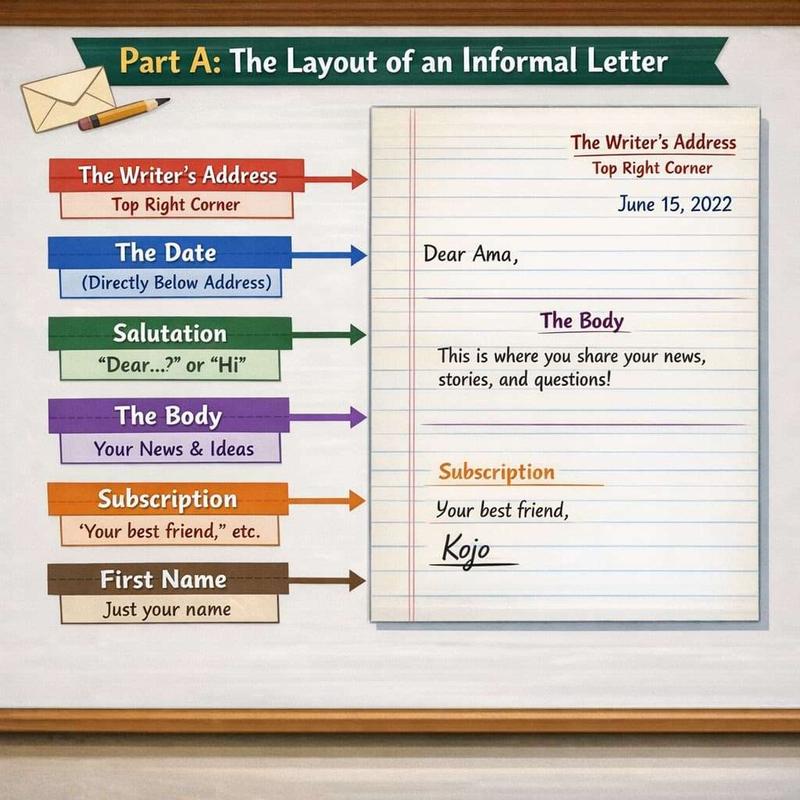 Part A: The Layout of an Informal Letter
The Writer's Address
Top Right Corner
The Date
(Directly Below Address)
Salutation
“Dear...?” or “Hi”
The Body
Your News & Ideas
Subscription
‘Your best friend,” etc.
First Name
Just your name
The Writer's Address
Top Right Corner
June 15, 2022
Dear Ama,
The Body
This is where you share your news,
stories, and questions!
Subscription
Your best friend,
Kojo